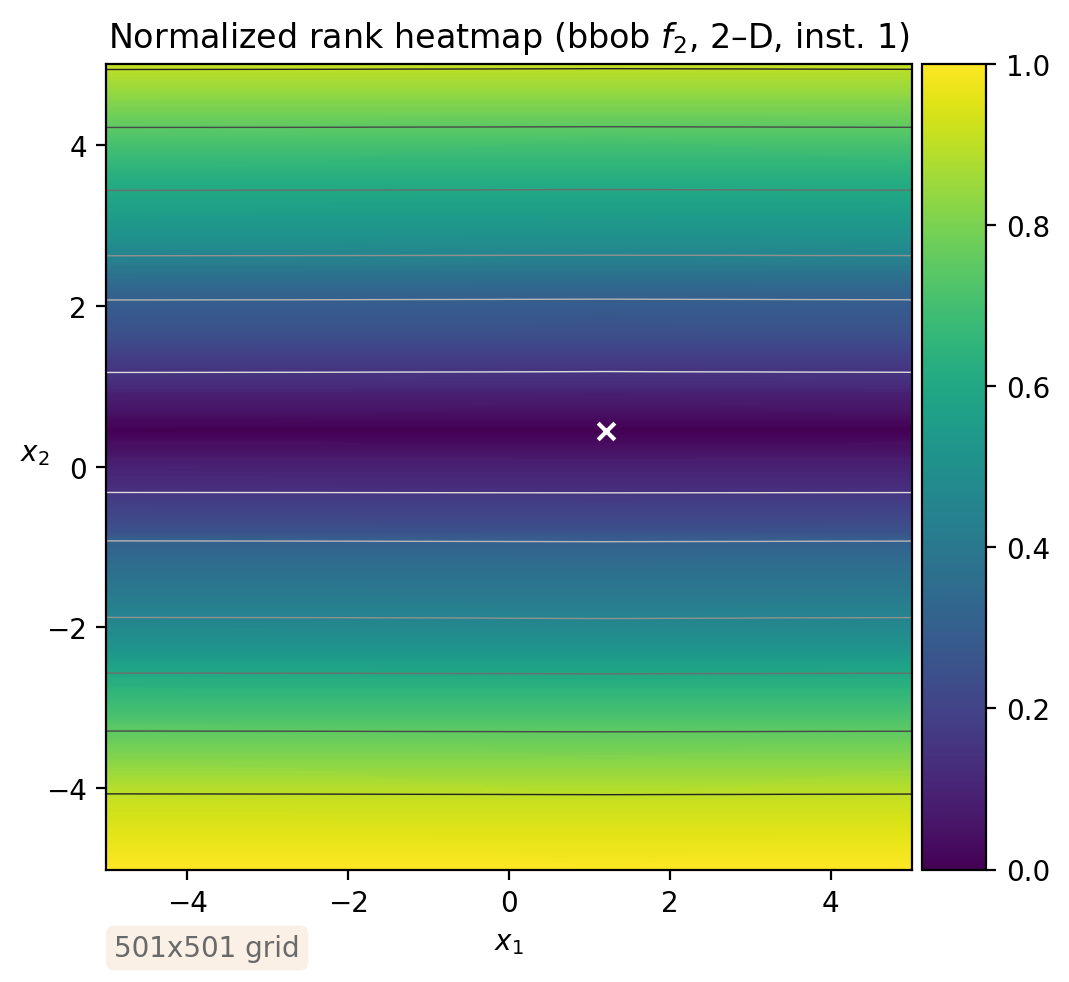 Normalized rank heatmap (bbob f₂, 2–D, inst. 1)
1.0
0.8
0.6
0.4
0.2
0.0
4
2
0
−2
−4
x₂
−4 −2 0 2 4
x₁
501x501 grid